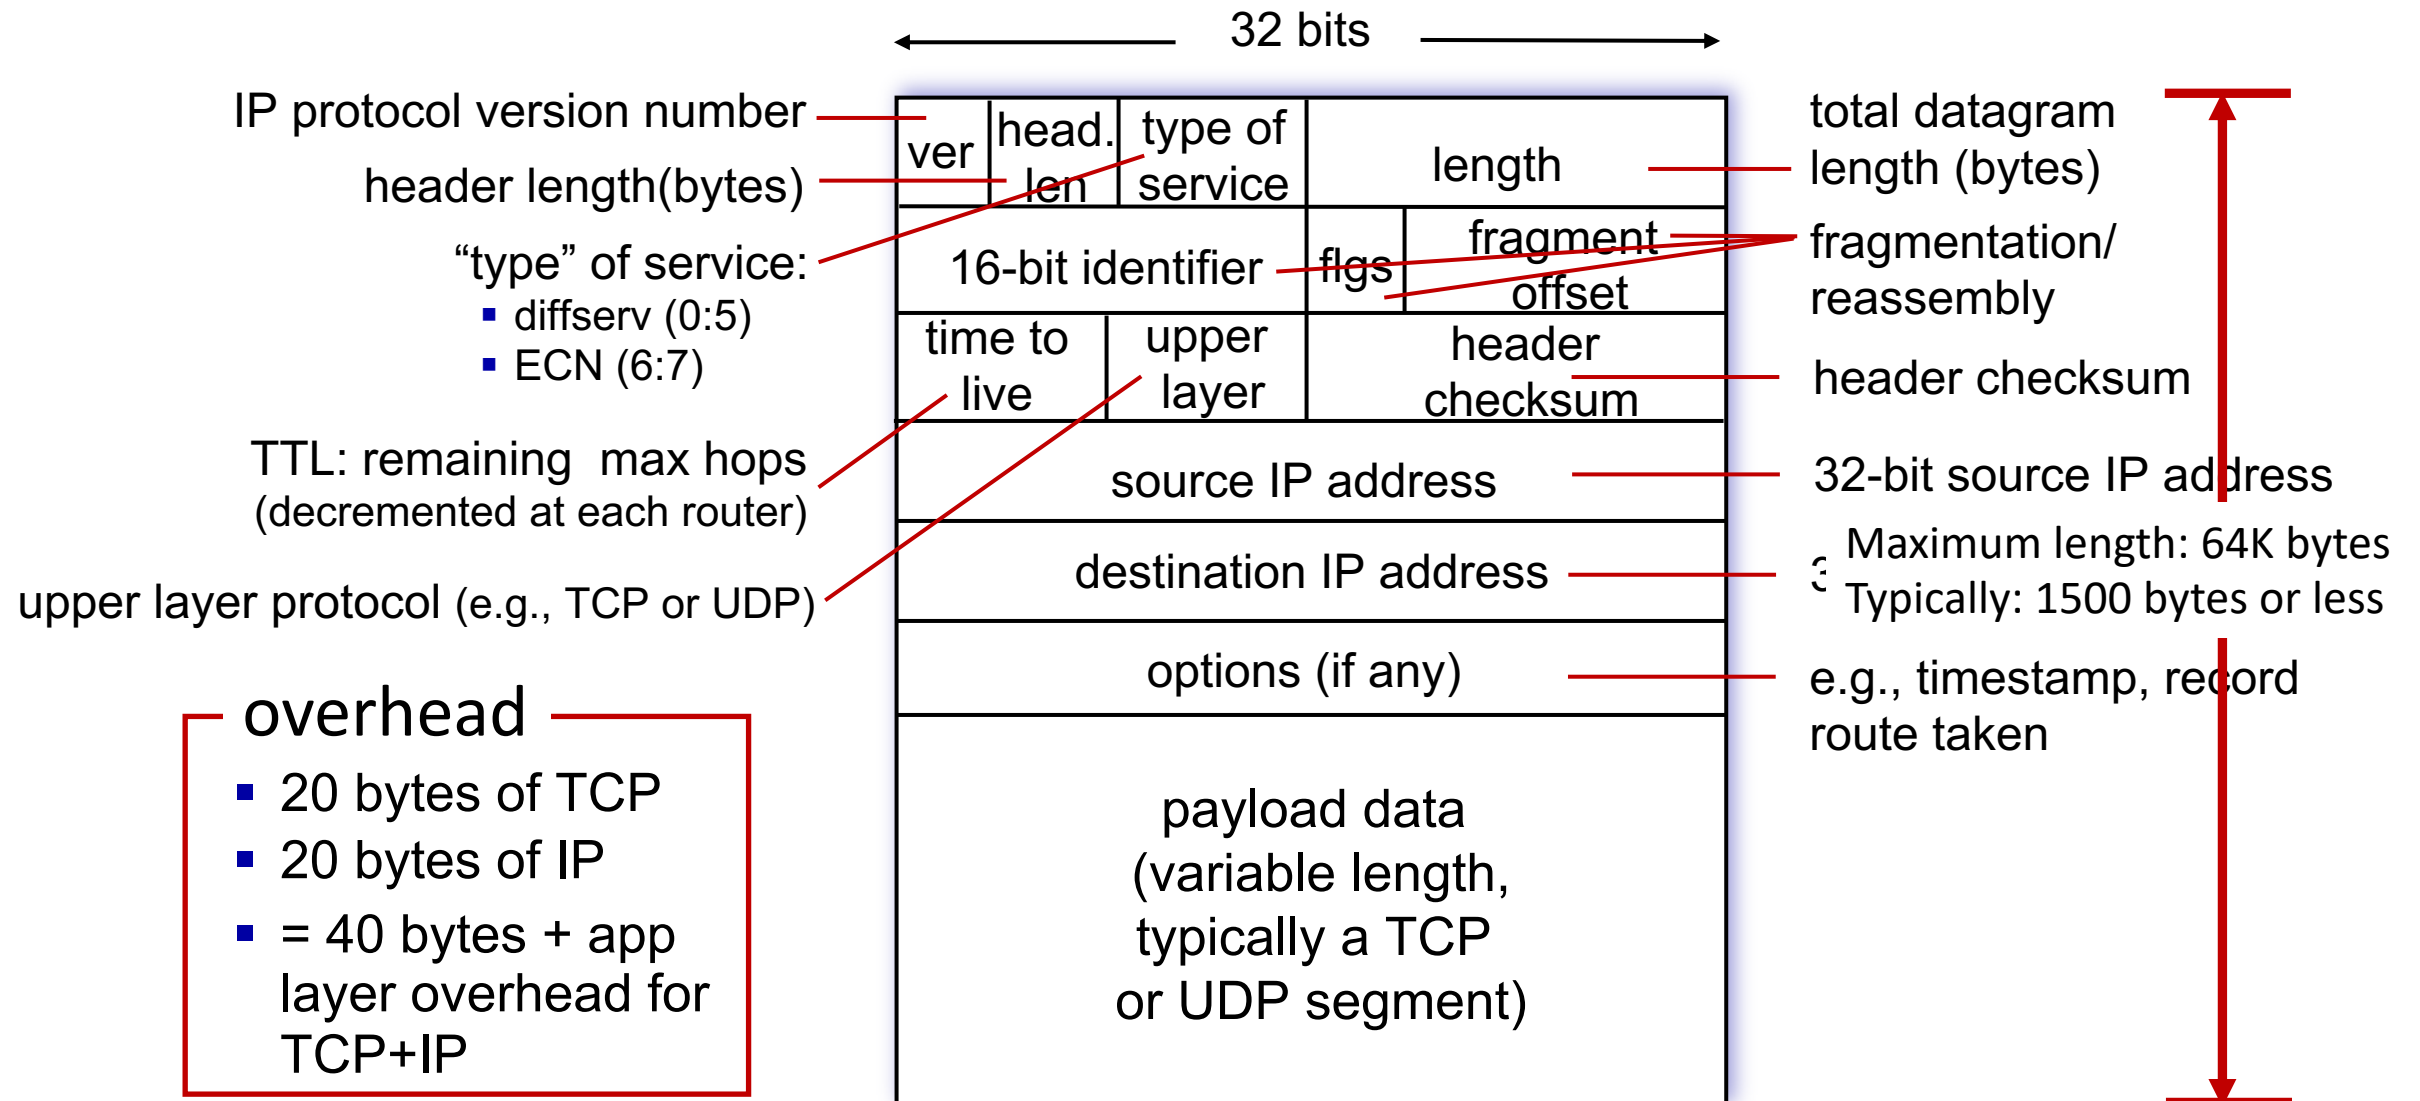 32 bits
IP protocol version number
header length(bytes)
“type” of service:
diffserv (0:5)
ECN (6:7)
TTL: remaining max hops
(decremented at each router)
upper layer protocol (e.g., TCP or UDP)
overhead
20 bytes of TCP
20 bytes of IP
= 40 bytes + app
layer overhead for
TCP+IP
ver
head.
len
type of
service
length
16-bit identifier
flgs
fragment
offset
time to
live
upper
layer
header
checksum
source IP address
destination IP address
options (if any)
payload data
(variable length,
typically a TCP
or UDP segment)
total datagram
length (bytes)
fragmentation/
reassembly
header checksum
32-bit source IP address
Maximum length: 64K bytes
Typically: 1500 bytes or less
e.g., timestamp, record
route taken